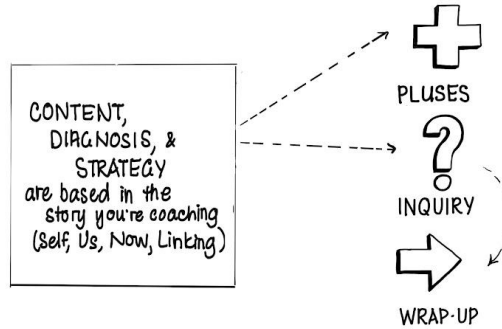 CONTENT,
DIAGNOSIS, &
STRATEGY
are based in the
story you're coaching
(Self, Us, Now, Linking)
PLUSES
?
INQUIRY
WRAP-UP